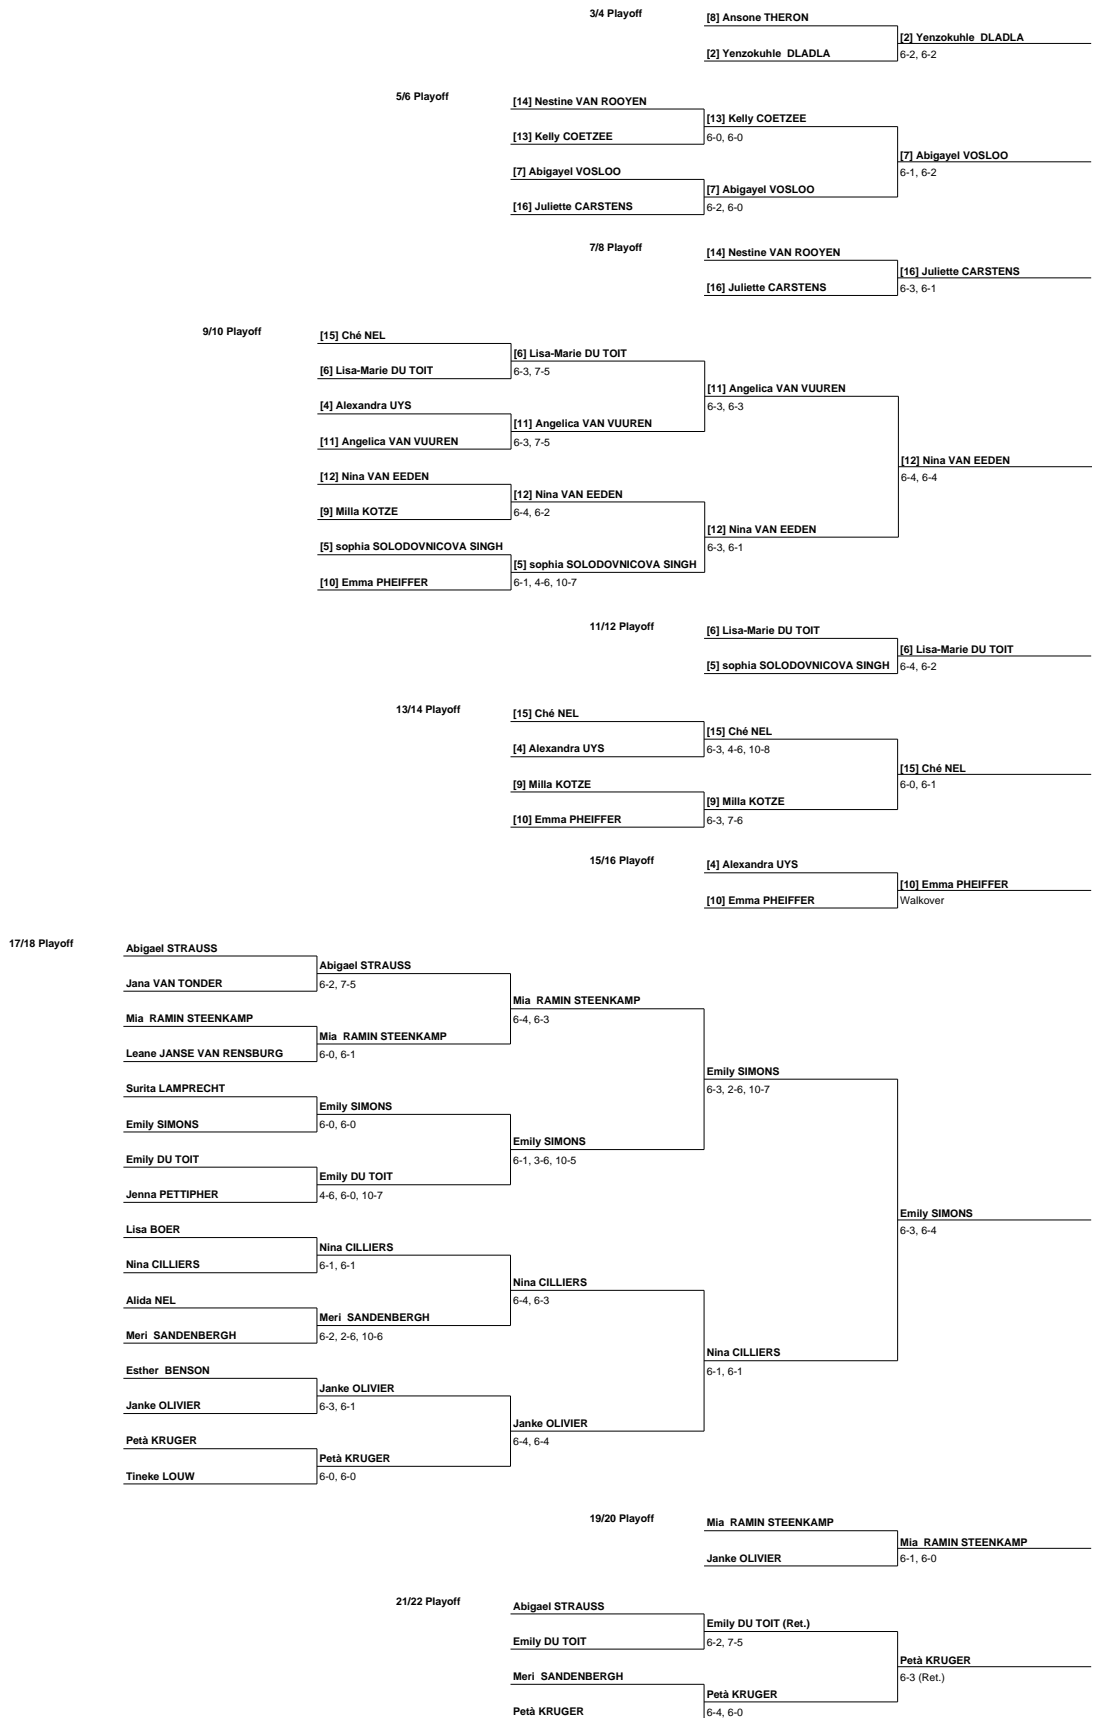 3/4 Playoff
[8] Ansone THERON
[2] Yenzokuhle  DLADLA
[2] Yenzokuhle  DLADLA
6-2, 6-2
5/6 Playoff
[14] Nestine VAN ROOYEN
[13] Kelly COETZEE
[13] Kelly COETZEE
6-0, 6-0
[7] Abigayel VOSLOO
6-1, 6-2
[7] Abigayel VOSLOO
[7] Abigayel VOSLOO
[16] Juliette CARSTENS
6-2, 6-0
7/8 Playoff
[14] Nestine VAN ROOYEN
[16] Juliette CARSTENS
[16] Juliette CARSTENS
6-3, 6-1
9/10 Playoff
[15] Ché NEL
[6] Lisa-Marie DU TOIT
[6] Lisa-Marie DU TOIT
6-3, 7-5
[11] Angelica VAN VUUREN
6-3, 6-3
[4] Alexandra UYS
[11] Angelica VAN VUUREN
[11] Angelica VAN VUUREN
6-3, 7-5
[12] Nina VAN EEDEN
6-4, 6-4
[12] Nina VAN EEDEN
[12] Nina VAN EEDEN
[9] Milla KOTZE
6-4, 6-2
[12] Nina VAN EEDEN
6-3, 6-1
[5] sophia SOLODOVNICOVA SINGH
[5] sophia SOLODOVNICOVA SINGH
[10] Emma PHEIFFER
6-1, 4-6, 10-7
11/12 Playoff
[6] Lisa-Marie DU TOIT
[6] Lisa-Marie DU TOIT
[5] sophia SOLODOVNICOVA SINGH
6-4, 6-2
13/14 Playoff
[15] Ché NEL
[15] Ché NEL
[4] Alexandra UYS
6-3, 4-6, 10-8
[15] Ché NEL
6-0, 6-1
[9] Milla KOTZE
[9] Milla KOTZE
[10] Emma PHEIFFER
6-3, 7-6
15/16 Playoff
[4] Alexandra UYS
[10] Emma PHEIFFER
[10] Emma PHEIFFER
Walkover
17/18 Playoff
Abigael STRAUSS
Abigael STRAUSS
Jana VAN TONDER
6-2, 7-5
Mia  RAMIN STEENKAMP
6-4, 6-3
Mia  RAMIN STEENKAMP
Mia  RAMIN STEENKAMP
Leane JANSE VAN RENSBURG
6-0, 6-1
Emily SIMONS
6-3, 2-6, 10-7
Surita LAMPRECHT
Emily SIMONS
Emily SIMONS
6-0, 6-0
Emily SIMONS
6-1, 3-6, 10-5
Emily DU TOIT
Emily DU TOIT
Jenna PETTIPHER
4-6, 6-0, 10-7
Emily SIMONS
6-3, 6-4
Lisa BOER
Nina CILLIERS
Nina CILLIERS
6-1, 6-1
Nina CILLIERS
6-4, 6-3
Alida NEL
Meri  SANDENBERGH
Meri  SANDENBERGH
6-2, 2-6, 10-6
Nina CILLIERS
6-1, 6-1
Esther  BENSON
Janke OLIVIER
Janke OLIVIER
6-3, 6-1
Janke OLIVIER
6-4, 6-4
Petà KRUGER
Petà KRUGER
Tineke LOUW
6-0, 6-0
19/20 Playoff
Mia  RAMIN STEENKAMP
Mia  RAMIN STEENKAMP
Janke OLIVIER
6-1, 6-0
21/22 Playoff
Abigael STRAUSS
Emily DU TOIT (Ret.)
Emily DU TOIT
6-2, 7-5
Petà KRUGER
6-3 (Ret.)
Meri  SANDENBERGH
Petà KRUGER
Petà KRUGER
6-4, 6-0